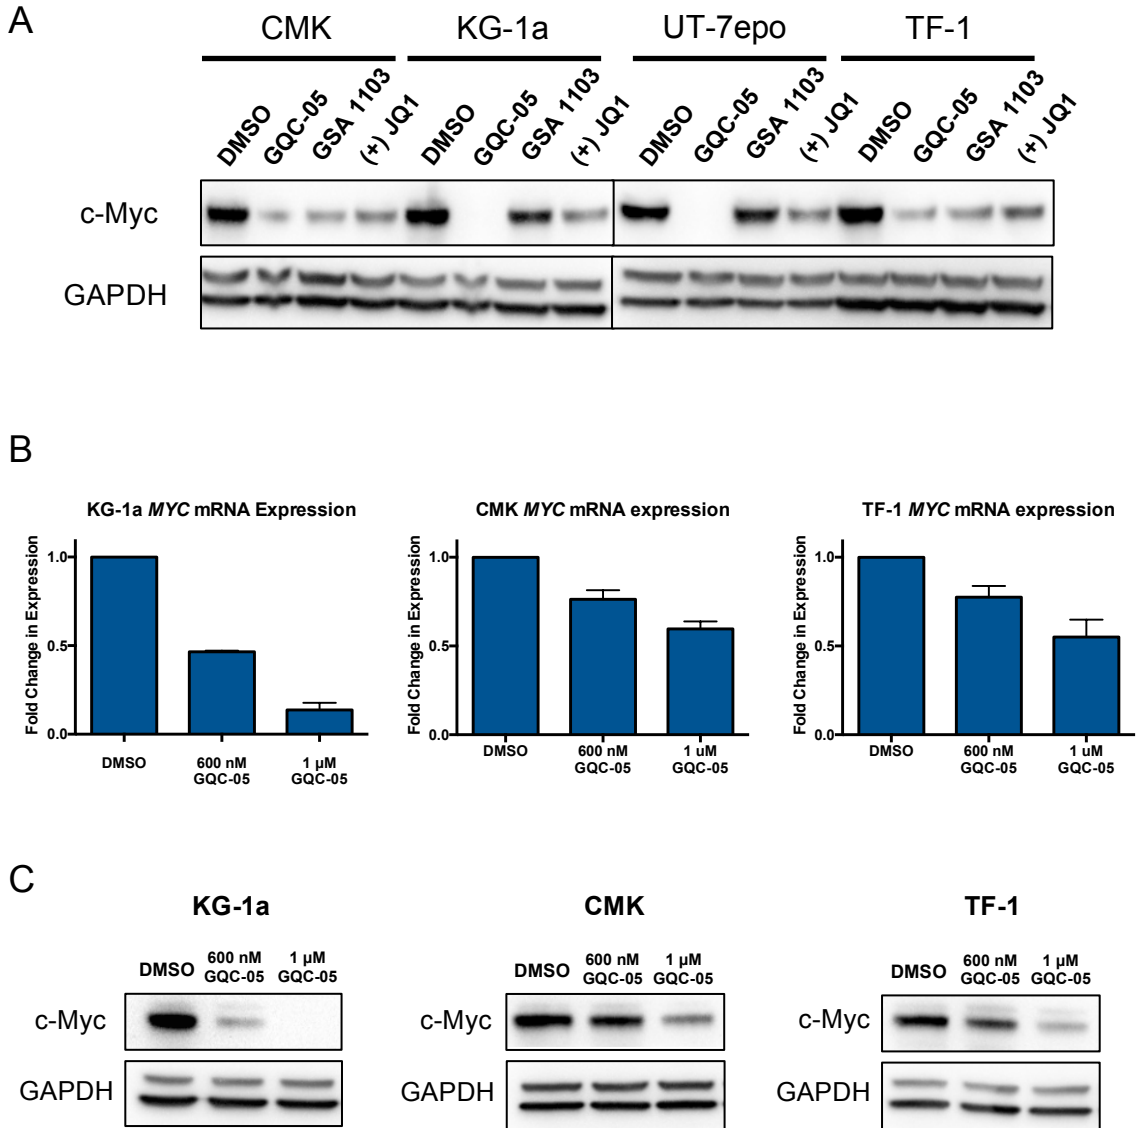 A
CMK KG-1a UT-7epo TF-1
DMSO GQC-05 GSA 1103 (+) JQ1 DMSO GQC-05 GSA 1103 (+) JQ1 DMSO GQC-05 GSA 1103 (+) JQ1 DMSO GQC-05 GSA 1103 (+) JQ1
c-Myc
GAPDH
B
KG-1a MYC mRNA Expression
Fold Change in Expression
1.0
0.5
0.0
DMSO 600 nM 1 µM
GQC-05 GQC-05
CMK MYC mRNA expression
Fold Change in Expression
1.0
0.5
0.0
DMSO 600 nM 1 uM
GQC-05 GQC-05
TF-1 MYC mRNA expression
Fold Change in Expression
1.0
0.5
0.0
DMSO 600 nM 1 uM
GQC-05 GQC-05
C
KG-1a
DMSO 600 nM 1 µM
GQC-05 GQC-05
c-Myc
GAPDH
CMK
DMSO 600 nM 1 µM
GQC-05 GQC-05
c-Myc
GAPDH
TF-1
DMSO 600 nM 1 µM
GQC-05 GQC-05
c-Myc
GAPDH